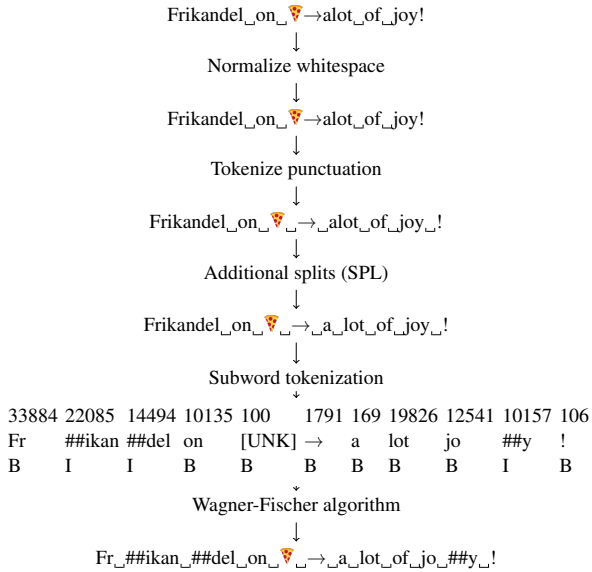 Frikandel␣on␣🍕→alot␣of␣joy!
↓
Normalize whitespace
↓
Frikandel␣on␣🍕→alot␣of␣joy!
↓
Tokenize punctuation
↓
Frikandel␣on␣🍕␣→␣alot␣of␣joy␣!
↓
Additional splits (SPL)
↓
Frikandel␣on␣🍕␣→␣a␣lot␣of␣joy␣!
↓
Subword tokenization
↓
33884 22085 14494 10135 100 1791 169 19826 12541 10157 106
Fr ##ikan ##del on [UNK] → a lot jo ##y !
B I I B B B B B B I B
↓
Wagner-Fischer algorithm
↓
Fr␣##ikan␣##del␣on␣🍕␣→␣a␣lot␣of␣jo␣##y␣!